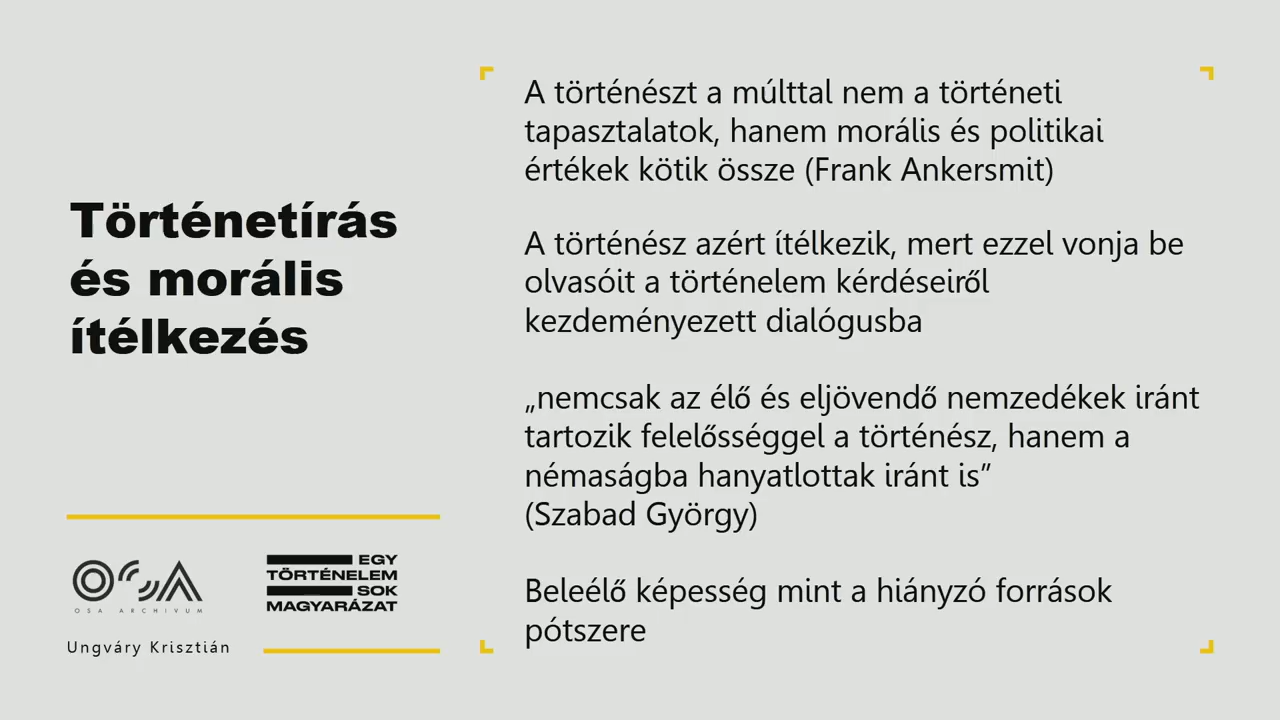 Történetírás
és morális
ítélkezés
A történészt a múlttal nem a történeti
tapasztalatok, hanem morális és politikai
értékek kötik össze (Frank Ankersmit)
A történész azért ítélkezik, mert ezzel vonja be
olvasóit a történelem kérdéseiről
kezdeményezett dialógusba
„nemcsak az élő és eljövendő nemzedékek iránt
tartozik felelősséggel a történész, hanem a
némaságba hanyatlottak iránt is”
(Szabad György)
Beleélő képesség mint a hiányzó források
pótszere
OSA
OSA ARCHIVUM
EGY
TÖRTÉNELEM
SOK
MAGYARÁZAT
Ungváry Krisztián